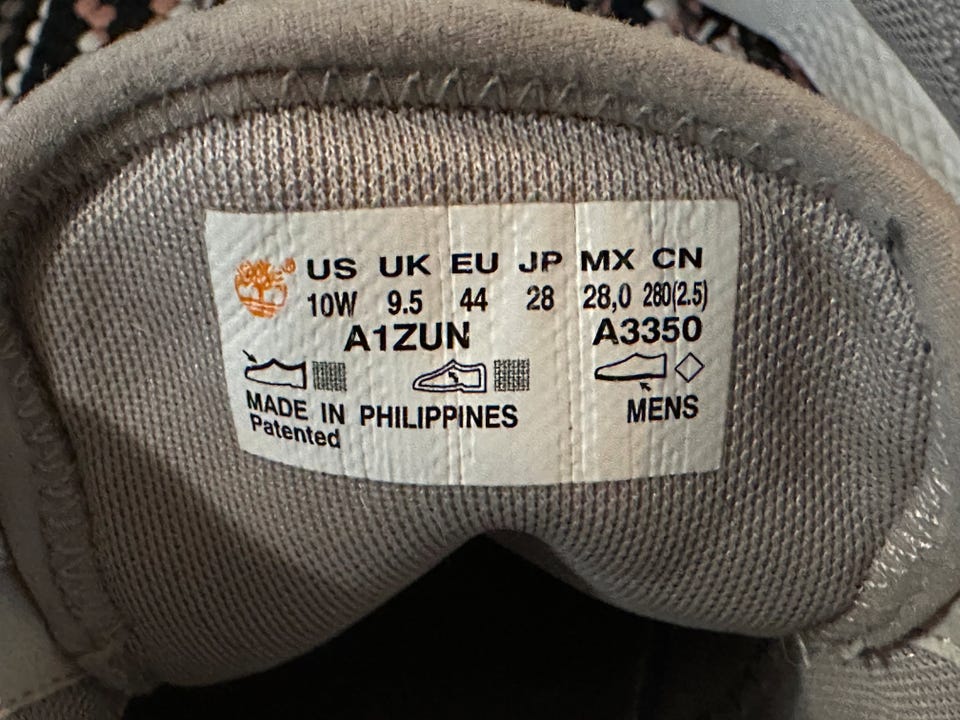 US UK EU JP MX CN
10W 9.5 44 28 28,0 280(2.5)
A1ZUN A3350
MADE IN PHILIPPINES MENS
Patented